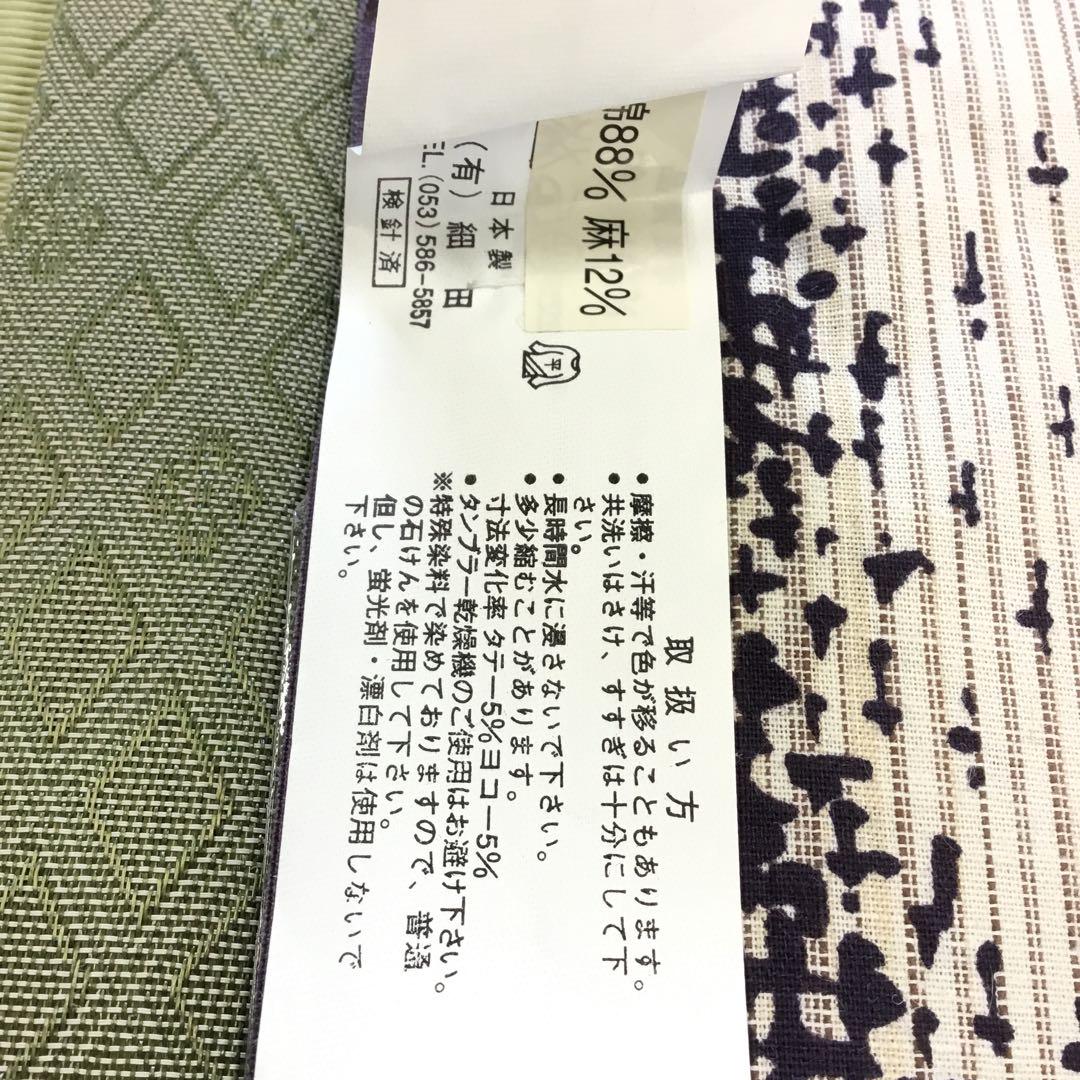 綿88% 麻12%
日本製
(有)細田
TEL.(053)586-5857
検針済
平
取扱い方
•摩擦・汗等で色が移ることもあります。
•共洗いはさけ、すすぎは十分にして下
さい。
•長時間水に浸さないで下さい。
•多少縮むことがあります。
寸法変化率 タテ−5%ヨコ−5%
•タンブラー乾燥機のご使用はお避け下さい。
※特殊染料で染めておりますので、普通
の石けんを使用して下さい。
但し、蛍光剤・漂白剤は使用しないで
下さい。